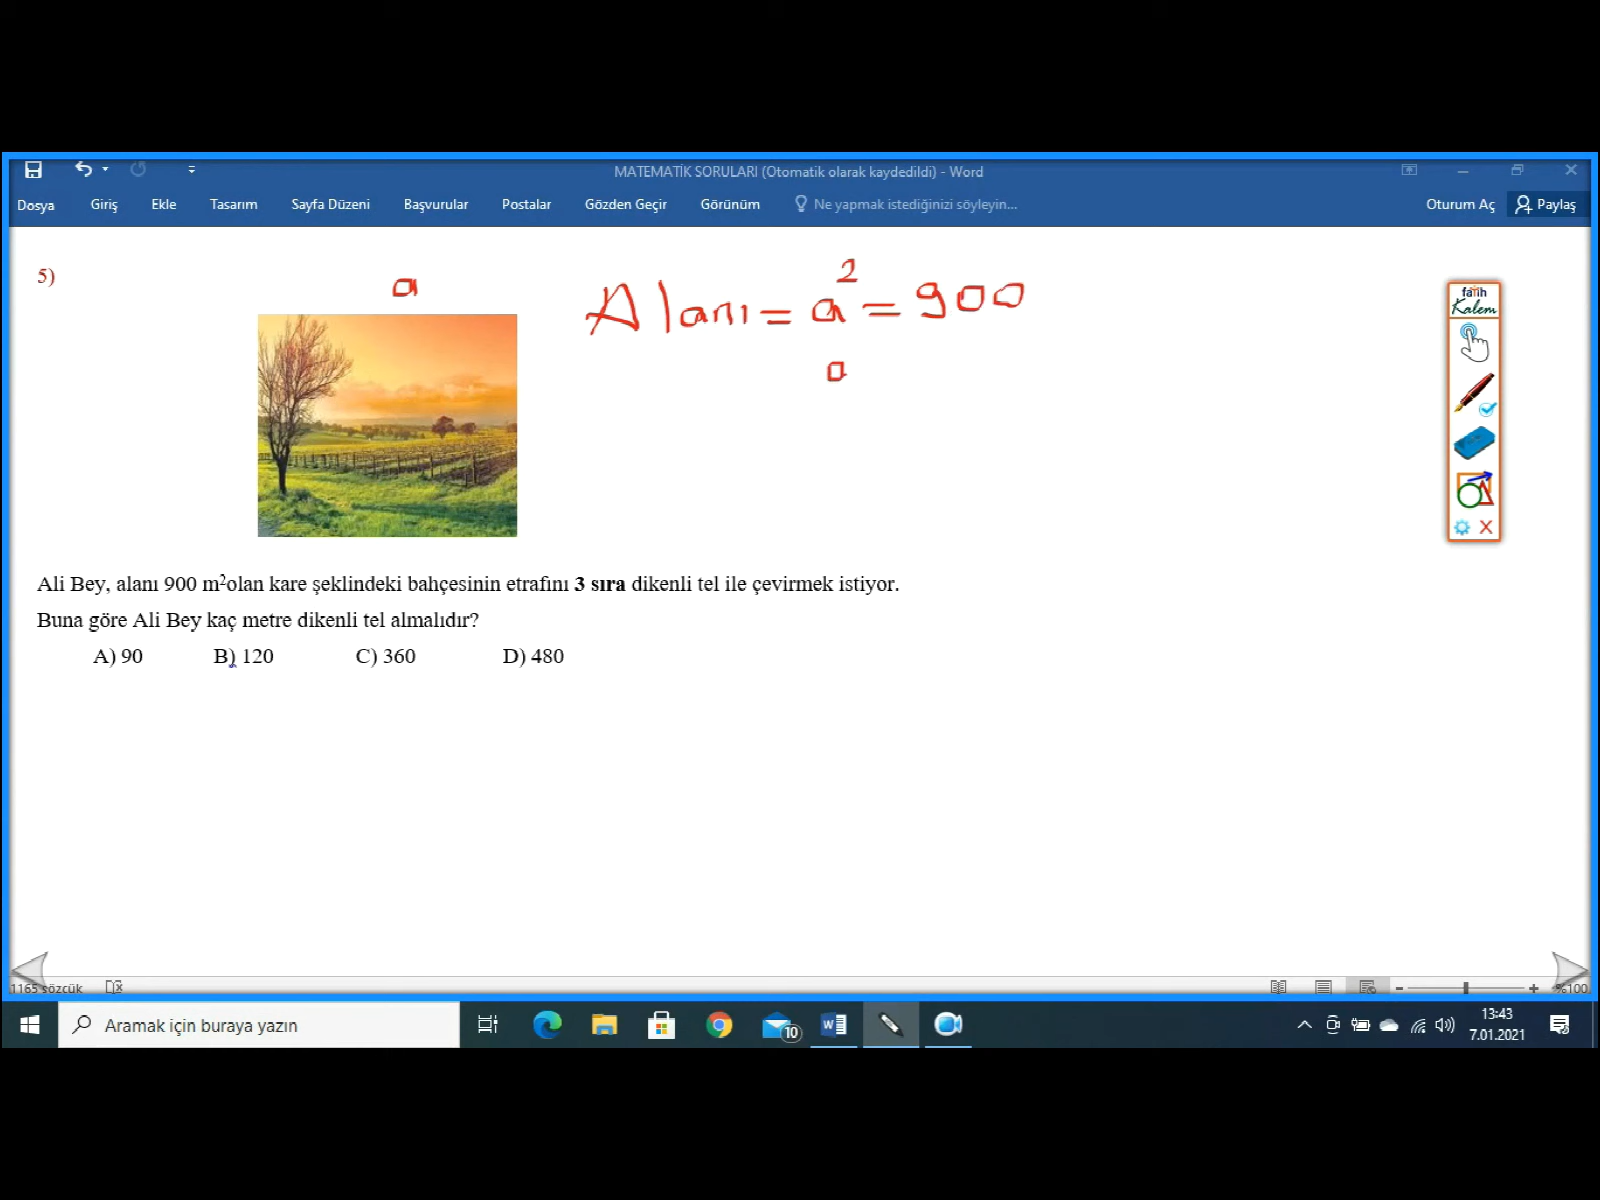 MATEMATİK SORULARI (Otomatik olarak kaydedildi) - Word
Dosya Giriş Ekle Tasarım Sayfa Düzeni Başvurular Postalar Gözden Geçir Görünüm Ne yapmak istediğinizi söyleyin... Oturum Aç Paylaş
5)
a
Alanı = a² = 900
a
fatih
Kalem
Ali Bey, alanı 900 m²olan kare şeklindeki bahçesinin etrafını 3 sıra dikenli tel ile çevirmek istiyor.
Buna göre Ali Bey kaç metre dikenli tel almalıdır?
A) 90 B) 120 C) 360 D) 480
1165 sözcük %100
Aramak için buraya yazın
10
13:43
7.01.2021